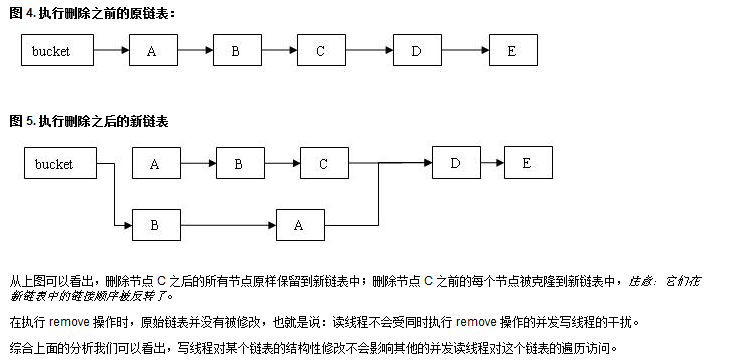 图 4. 执行删除之前的原链表：
bucket A B C D E
图 5. 执行删除之后的新链表
bucket A B C D E
B A
从上图可以看出，删除节点 C 之后的所有节点原样保留到新链表中；删除节点 C 之前的每个节点被克隆到新链表中，注意：它们在
新链表中的链接顺序被反转了。
在执行 remove 操作时，原始链表并没有被修改，也就是说：读线程不会受同时执行 remove 操作的并发写线程的干扰。
综合上面的分析我们可以看出，写线程对某个链表的结构性修改不会影响其他的并发读线程对这个链表的遍历访问。